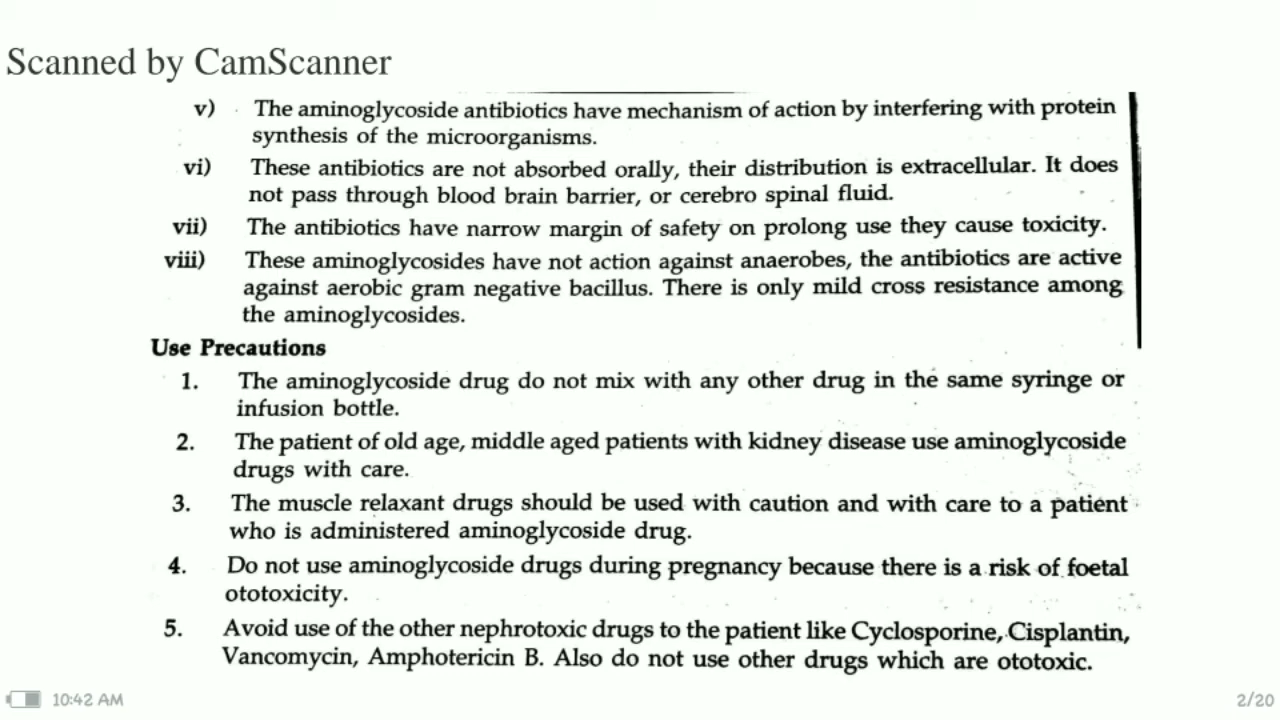 Scanned by CamScanner
v) The aminoglycoside antibiotics have mechanism of action by interfering with protein
synthesis of the microorganisms.
vi) These antibiotics are not absorbed orally, their distribution is extracellular. It does
not pass through blood brain barrier, or cerebro spinal fluid.
vii) The antibiotics have narrow margin of safety on prolong use they cause toxicity.
viii) These aminoglycosides have not action against anaerobes, the antibiotics are active
against aerobic gram negative bacillus. There is only mild cross resistance among
the aminoglycosides.
Use Precautions
1. The aminoglycoside drug do not mix with any other drug in the same syringe or
infusion bottle.
2. The patient of old age, middle aged patients with kidney disease use aminoglycoside
drugs with care.
3. The muscle relaxant drugs should be used with caution and with care to a patient
who is administered aminoglycoside drug.
4. Do not use aminoglycoside drugs during pregnancy because there is a risk of foetal
ototoxicity.
5. Avoid use of the other nephrotoxic drugs to the patient like Cyclosporine, Cisplantin,
Vancomycin, Amphotericin B. Also do not use other drugs which are ototoxic.
10:42 AM
2/20